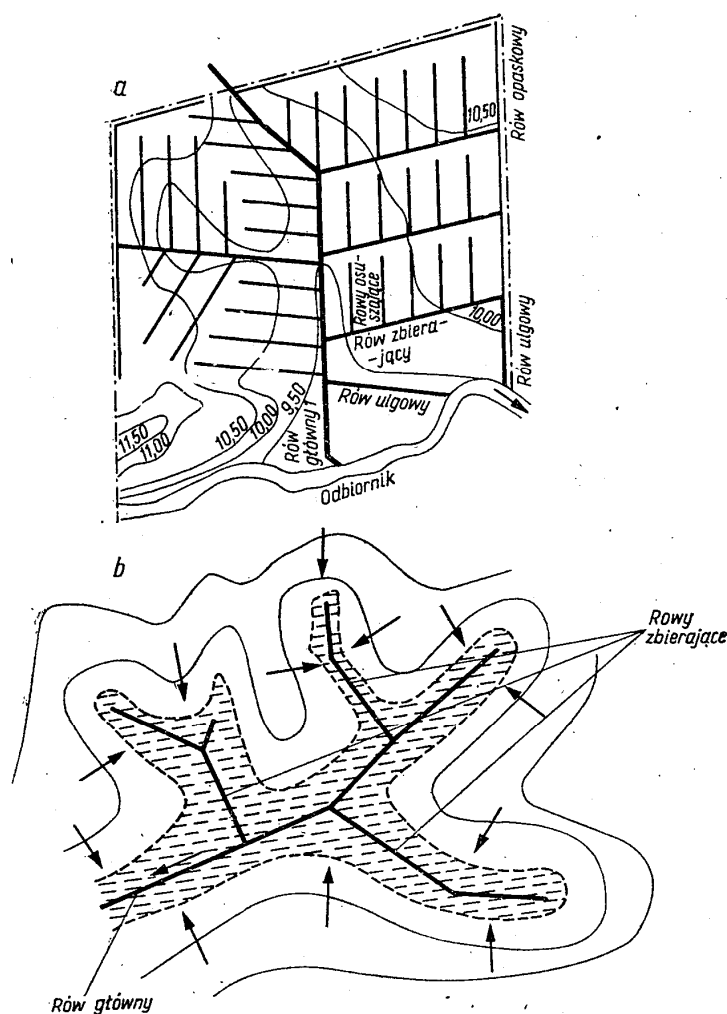 a
Rów opaskowy
10,50
Rowy osu-
szające
10,00
Rów zbiera-
-jący
Rów ulgowy
Rów ulgowy
9,50
10,00
10,50
11,50
11,00
Rów
główny 1
Odbiornik
b
Rowy
zbierające
Rów główny